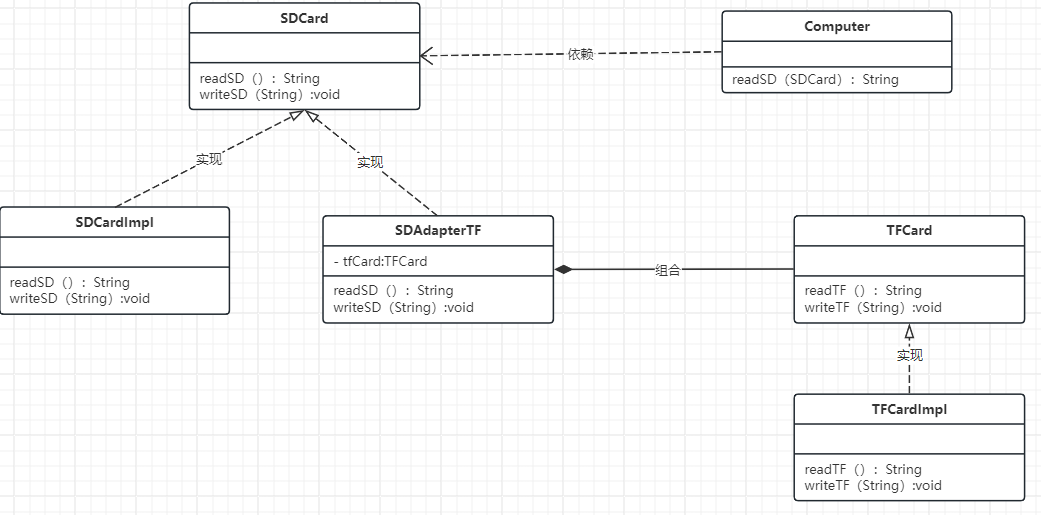 SDCard
readSD（）：String
writeSD（String）:void
Computer
readSD（SDCard）：String
依赖
实现
实现
SDCardImpl
readSD（）：String
writeSD（String）:void
SDAdapterTF
- tfCard:TFCard
readSD（）：String
writeSD（String）:void
组合
TFCard
readTF（）：String
writeTF（String）:void
实现
TFCardImpl
readTF（）：String
writeTF（String）:void